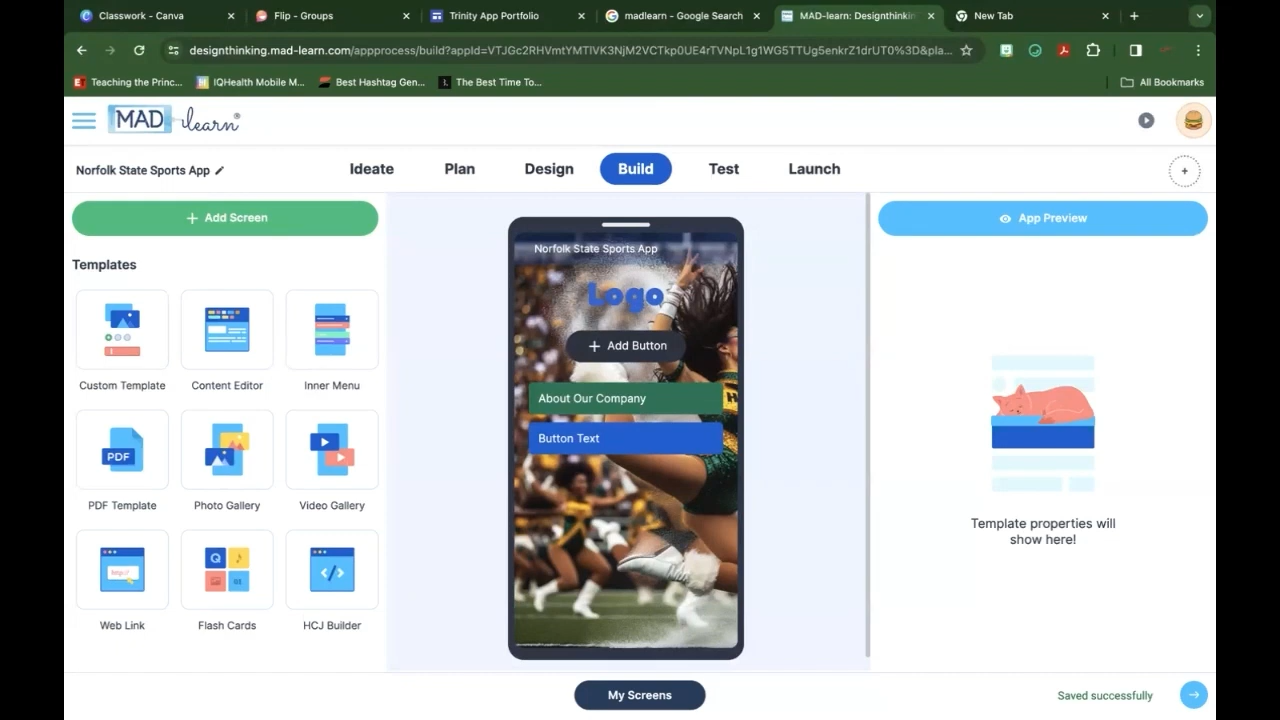 Classwork - Canva
Flip - Groups
Trinity App Portfolio
madlearn - Google Search
MAD-learn: Designthinkin
New Tab
designthinking.mad-learn.com/appprocess/build?appId=VTJGc2RHVmtYMTlVK3NjM2VCTkp0UE4rTVNpL1g1WG5TTUg5enkrZ1drUT0%3D&pla...
Teaching the Princ...
IQHealth Mobile M...
Best Hashtag Gen...
The Best Time To...
All Bookmarks
MAD-learn®
Norfolk State Sports App
Ideate
Plan
Design
Build
Test
Launch
+ Add Screen
App Preview
Templates
Custom Template
Content Editor
Inner Menu
PDF
PDF Template
Photo Gallery
Video Gallery
http://
Web Link
Flash Cards
HCJ Builder
Norfolk State Sports App
Logo
+ Add Button
About Our Company
Button Text
Template properties will
show here!
My Screens
Saved successfully